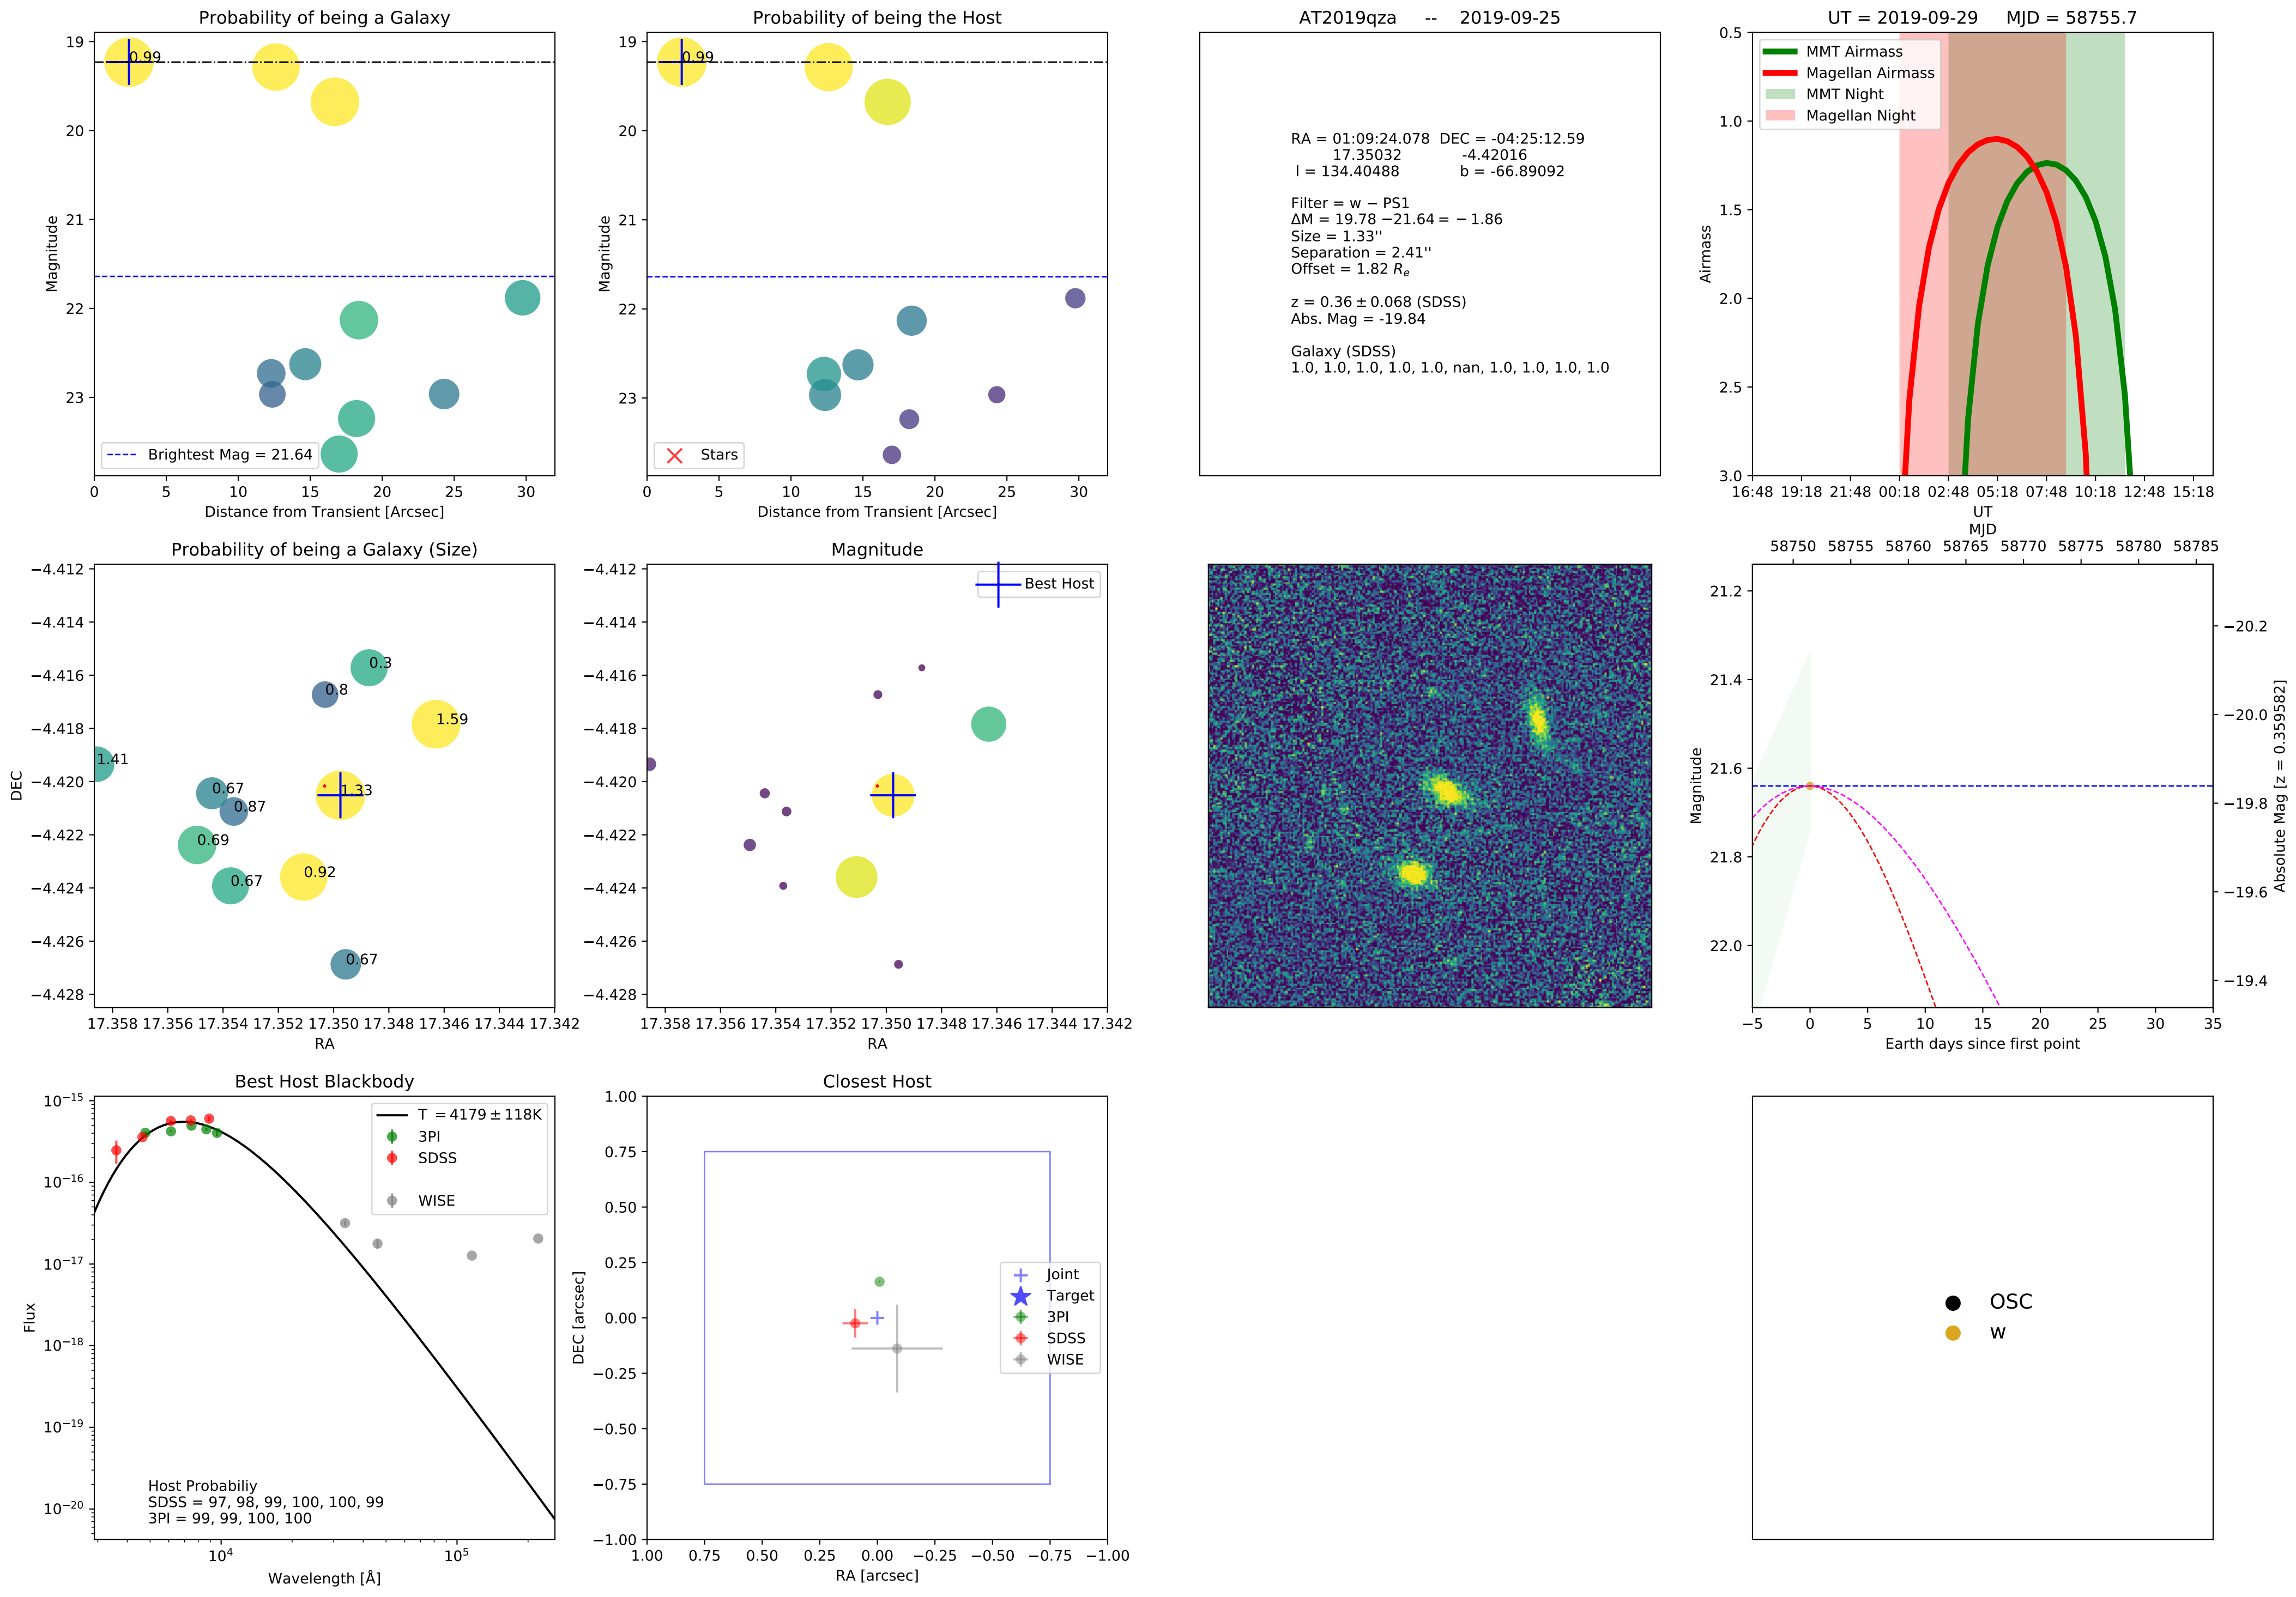 Probability of being a Galaxy
19
20
21
22
23
Magnitude
0.99
Brightest Mag = 21.64
0 5 10 15 20 25 30
Distance from Transient [Arcsec]
Probability of being the Host
19
20
21
22
23
Magnitude
0.99
Stars
0 5 10 15 20 25 30
Distance from Transient [Arcsec]
AT2019qza -- 2019-09-25
RA = 01:09:24.078 DEC = -04:25:12.59
17.35032 -4.42016
l = 134.40488 b = -66.89092
Filter = w − PS1
ΔM = 19.78 −21.64 = − 1.86
Size = 1.33''
Separation = 2.41''
Offset = 1.82 Re
z = 0.36 ± 0.068 (SDSS)
Abs. Mag = -19.84
Galaxy (SDSS)
1.0, 1.0, 1.0, 1.0, 1.0, nan, 1.0, 1.0, 1.0, 1.0
UT = 2019-09-29 MJD = 58755.7
MMT Airmass
Magellan Airmass
MMT Night
Magellan Night
0.5
1.0
1.5
2.0
2.5
3.0
Airmass
16:48 19:18 21:48 00:18 02:48 05:18 07:48 10:18 12:48 15:18
UT
Probability of being a Galaxy (Size)
−4.412
−4.414
−4.416
−4.418
−4.420
−4.422
−4.424
−4.426
−4.428
DEC
0.3
0.8
1.59
1.41
0.67
1.33
0.87
0.69
0.92
0.67
0.67
17.358 17.356 17.354 17.352 17.350 17.348 17.346 17.344 17.342
RA
Magnitude
Best Host
−4.412
−4.414
−4.416
−4.418
−4.420
−4.422
−4.424
−4.426
−4.428
17.358 17.356 17.354 17.352 17.350 17.348 17.346 17.344 17.342
RA
MJD
58750 58755 58760 58765 58770 58775 58780 58785
21.2
21.4
21.6
21.8
22.0
Magnitude
−20.2
−20.0
−19.8
−19.6
−19.4
Absolute Mag [z = 0.359582]
−5 0 5 10 15 20 25 30 35
Earth days since first point
Best Host Blackbody
T = 4179 ± 118K
3PI
SDSS
WISE
10−15
10−16
10−17
10−18
10−19
10−20
Flux
Host Probabiliy
SDSS = 97, 98, 99, 100, 100, 99
3PI = 99, 99, 100, 100
104 105
Wavelength [Å]
Closest Host
1.00
0.75
0.50
0.25
0.00
−0.25
−0.50
−0.75
−1.00
DEC [arcsec]
Joint
Target
3PI
SDSS
WISE
1.00 0.75 0.50 0.25 0.00 −0.25 −0.50 −0.75 −1.00
RA [arcsec]
OSC
w